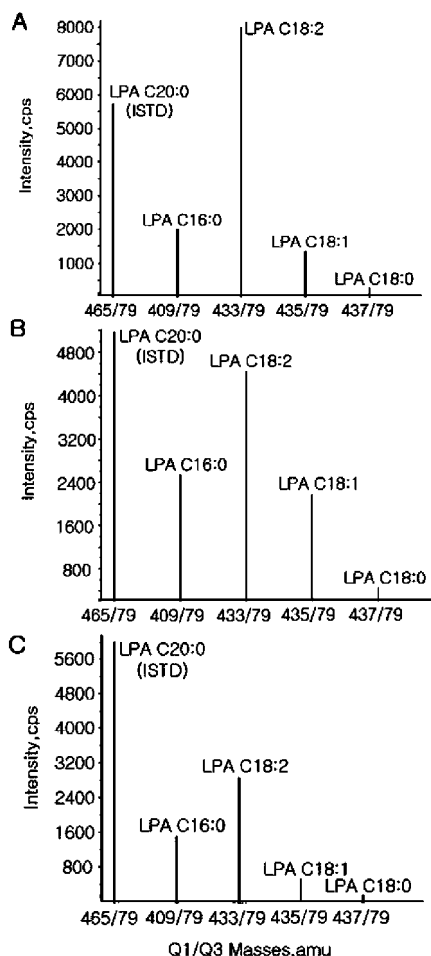 A
Intensity,cps
8000
7000
6000
5000
4000
3000
2000
1000
LPA C20:0
(ISTD)
LPA C16:0
LPA C18:2
LPA C18:1
LPA C18:0
465/79 409/79 433/79 435/79 437/79
B
Intensity,cps
4800
4000
3200
2400
1600
800
LPA C20:0
(ISTD)
LPA C16:0
LPA C18:2
LPA C18:1
LPA C18:0
465/79 409/79 433/79 435/79 437/79
C
Intensity,cps
5600
4800
4000
3200
2400
1600
800
LPA C20:0
(ISTD)
LPA C16:0
LPA C18:2
LPA C18:1
LPA C18:0
465/79 409/79 433/79 435/79 437/79
Q1/Q3 Masses,amu